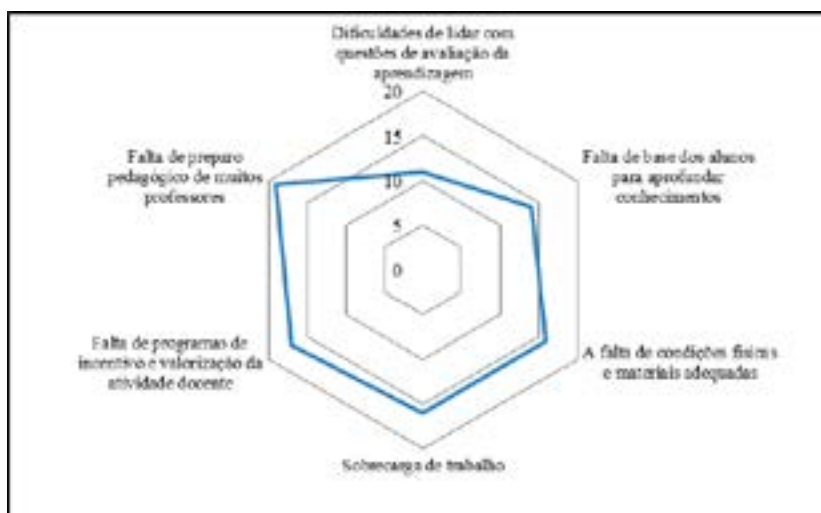 Dificuldades de lidar com
questões de avaliação da
aprendizagem
20
15
10
5
0
Falta de base dos alunos
para aprofundar
conhecimentos
A falta de condições físicas
e materiais adequadas
Sobrecarga de trabalho
Falta de programas de
incentivo e valorização da
atividade docente
Falta de preparo
pedagógico de muitos
professores